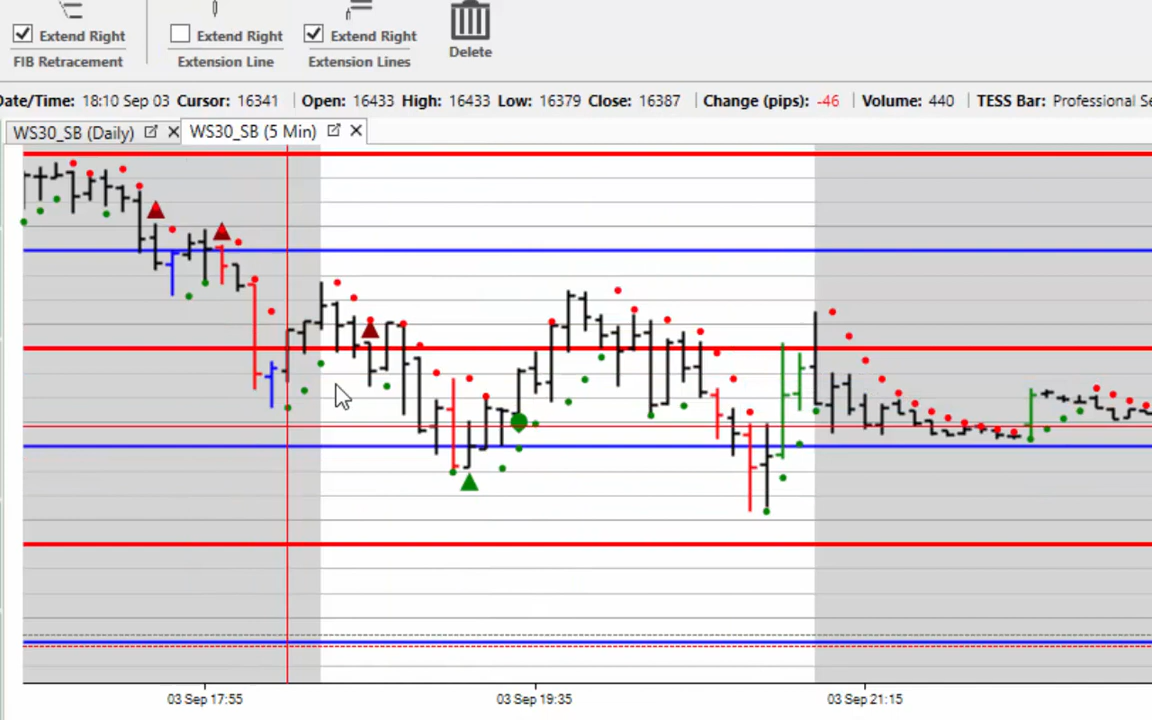 Extend Right Extend Right Extend Right
FIB Retracement Extension Line Extension Lines Delete
Date/Time: 18:10 Sep 03 Cursor: 16341 Open: 16433 High: 16433 Low: 16379 Close: 16387 Change (pips): -46 Volume: 440 TESS Bar: Professional
WS30_SB (Daily) WS30_SB (5 Min)
03 Sep 17:55 03 Sep 19:35 03 Sep 21:15